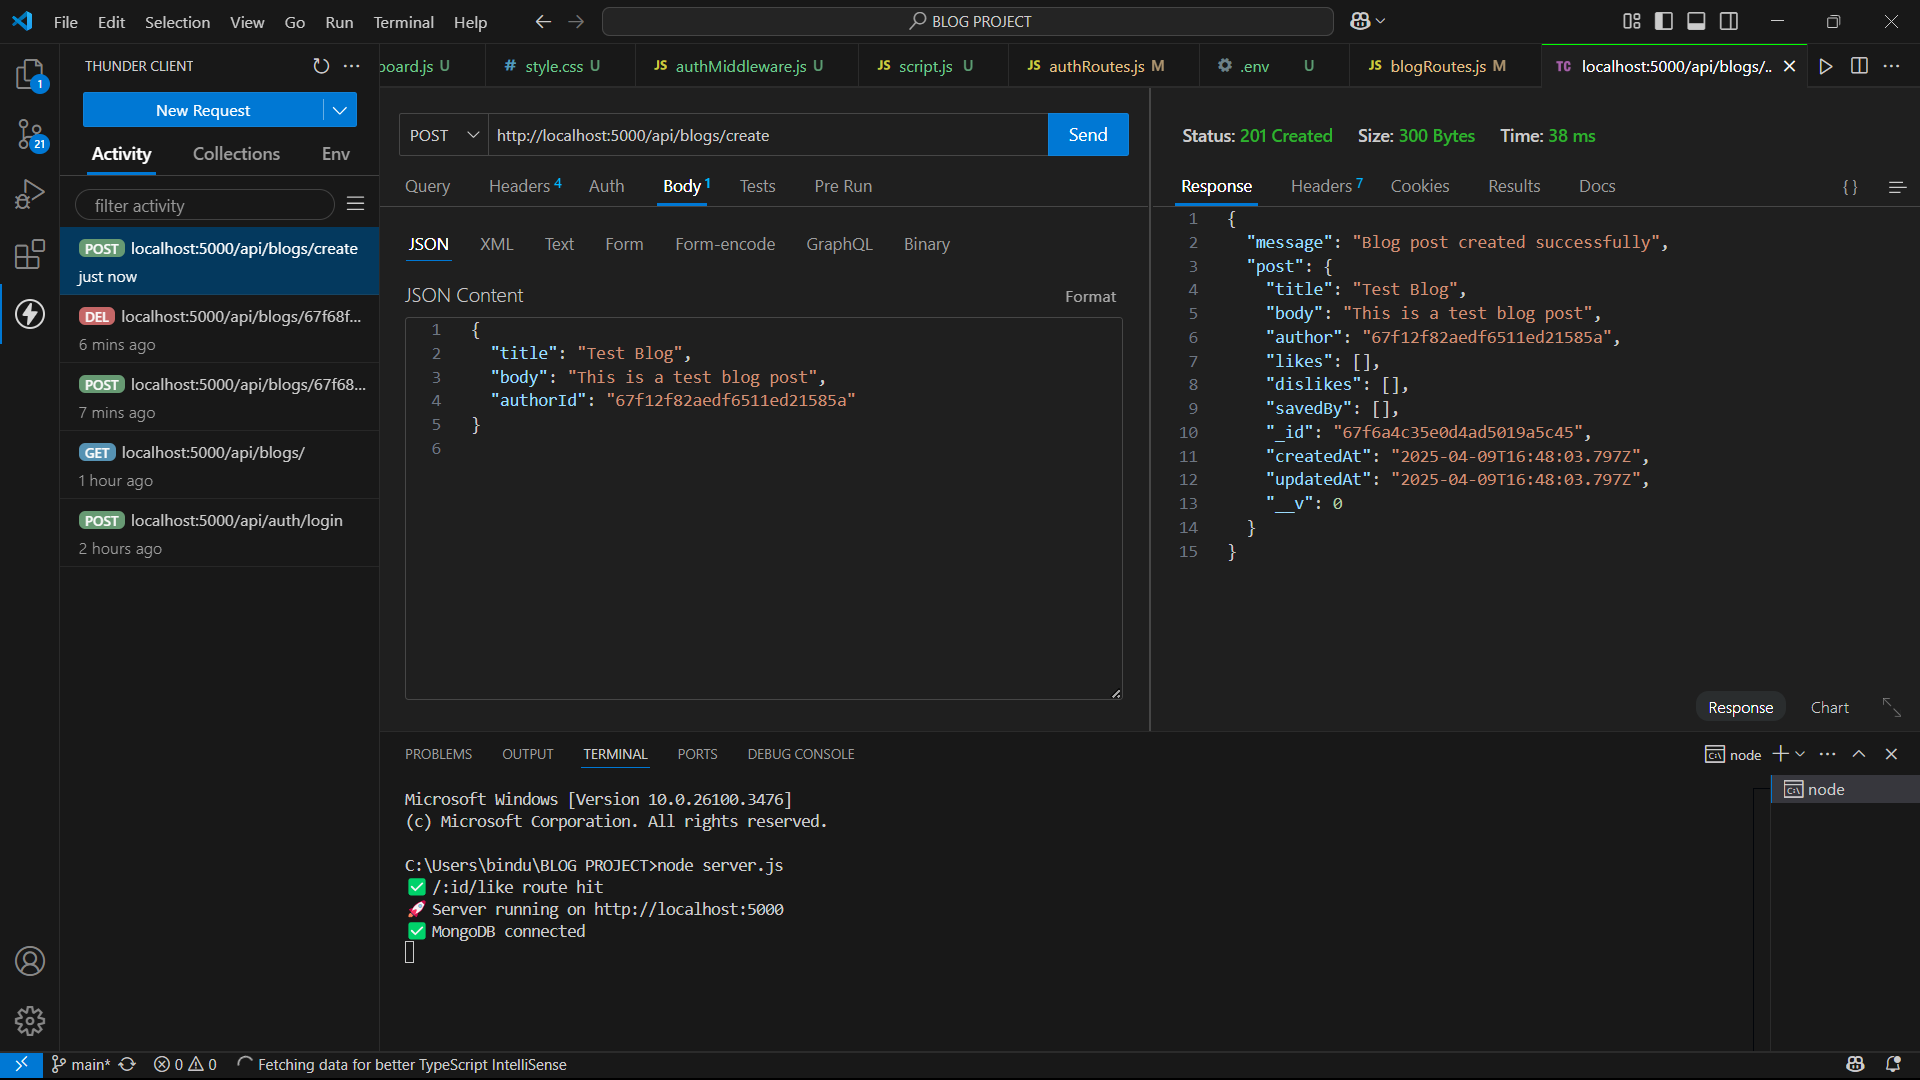 File Edit Selection View Go Run Terminal Help
BLOG PROJECT
THUNDER CLIENT
board.js U
# style.css U
JS authMiddleware.js U
JS script.js U
JS authRoutes.js M
.env U
JS blogRoutes.js M
TC localhost:5000/api/blogs/..
1
21
New Request
Activity Collections Env
filter activity
POST localhost:5000/api/blogs/create
just now
DEL localhost:5000/api/blogs/67f68f...
6 mins ago
POST localhost:5000/api/blogs/67f68...
7 mins ago
GET localhost:5000/api/blogs/
1 hour ago
POST localhost:5000/api/auth/login
2 hours ago
POST http://localhost:5000/api/blogs/create Send
Query Headers 4 Auth Body 1 Tests Pre Run
JSON XML Text Form Form-encode GraphQL Binary
JSON Content Format
1 {
2 "title": "Test Blog",
3 "body": "This is a test blog post",
4 "authorId": "67f12f82aedf6511ed21585a"
5 }
6
Status: 201 Created Size: 300 Bytes Time: 38 ms
Response Headers 7 Cookies Results Docs {}
1 {
2 "message": "Blog post created successfully",
3 "post": {
4 "title": "Test Blog",
5 "body": "This is a test blog post",
6 "author": "67f12f82aedf6511ed21585a",
7 "likes": [],
8 "dislikes": [],
9 "savedBy": [],
10 "_id": "67f6a4c35e0d4ad5019a5c45",
11 "createdAt": "2025-04-09T16:48:03.797Z",
12 "updatedAt": "2025-04-09T16:48:03.797Z",
13 "__v": 0
14 }
15 }
Response Chart
PROBLEMS OUTPUT TERMINAL PORTS DEBUG CONSOLE
node
node
Microsoft Windows [Version 10.0.26100.3476]
(c) Microsoft Corporation. All rights reserved.
C:\Users\bindu\BLOG PROJECT>node server.js
✅ /:id/like route hit
🚀 Server running on http://localhost:5000
✅ MongoDB connected
main* 0 0 Fetching data for better TypeScript IntelliSense